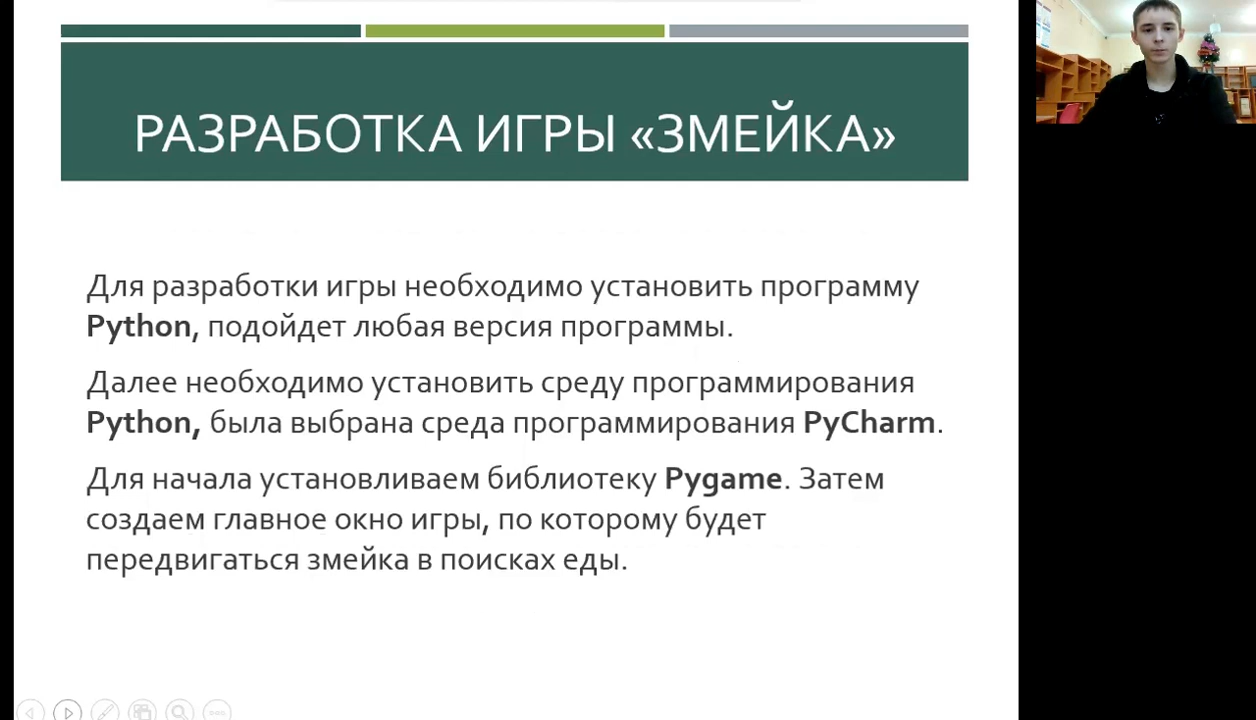 РАЗРАБОТКА ИГРЫ «ЗМЕЙКА»
Для разработки игры необходимо установить программу
Python, подойдет любая версия программы.
Далее необходимо установить среду программирования
Python, была выбрана среда программирования PyCharm.
Для начала установливаем библиотеку Pygame. Затем
создаем главное окно игры, по которому будет
передвигаться змейка в поисках еды.